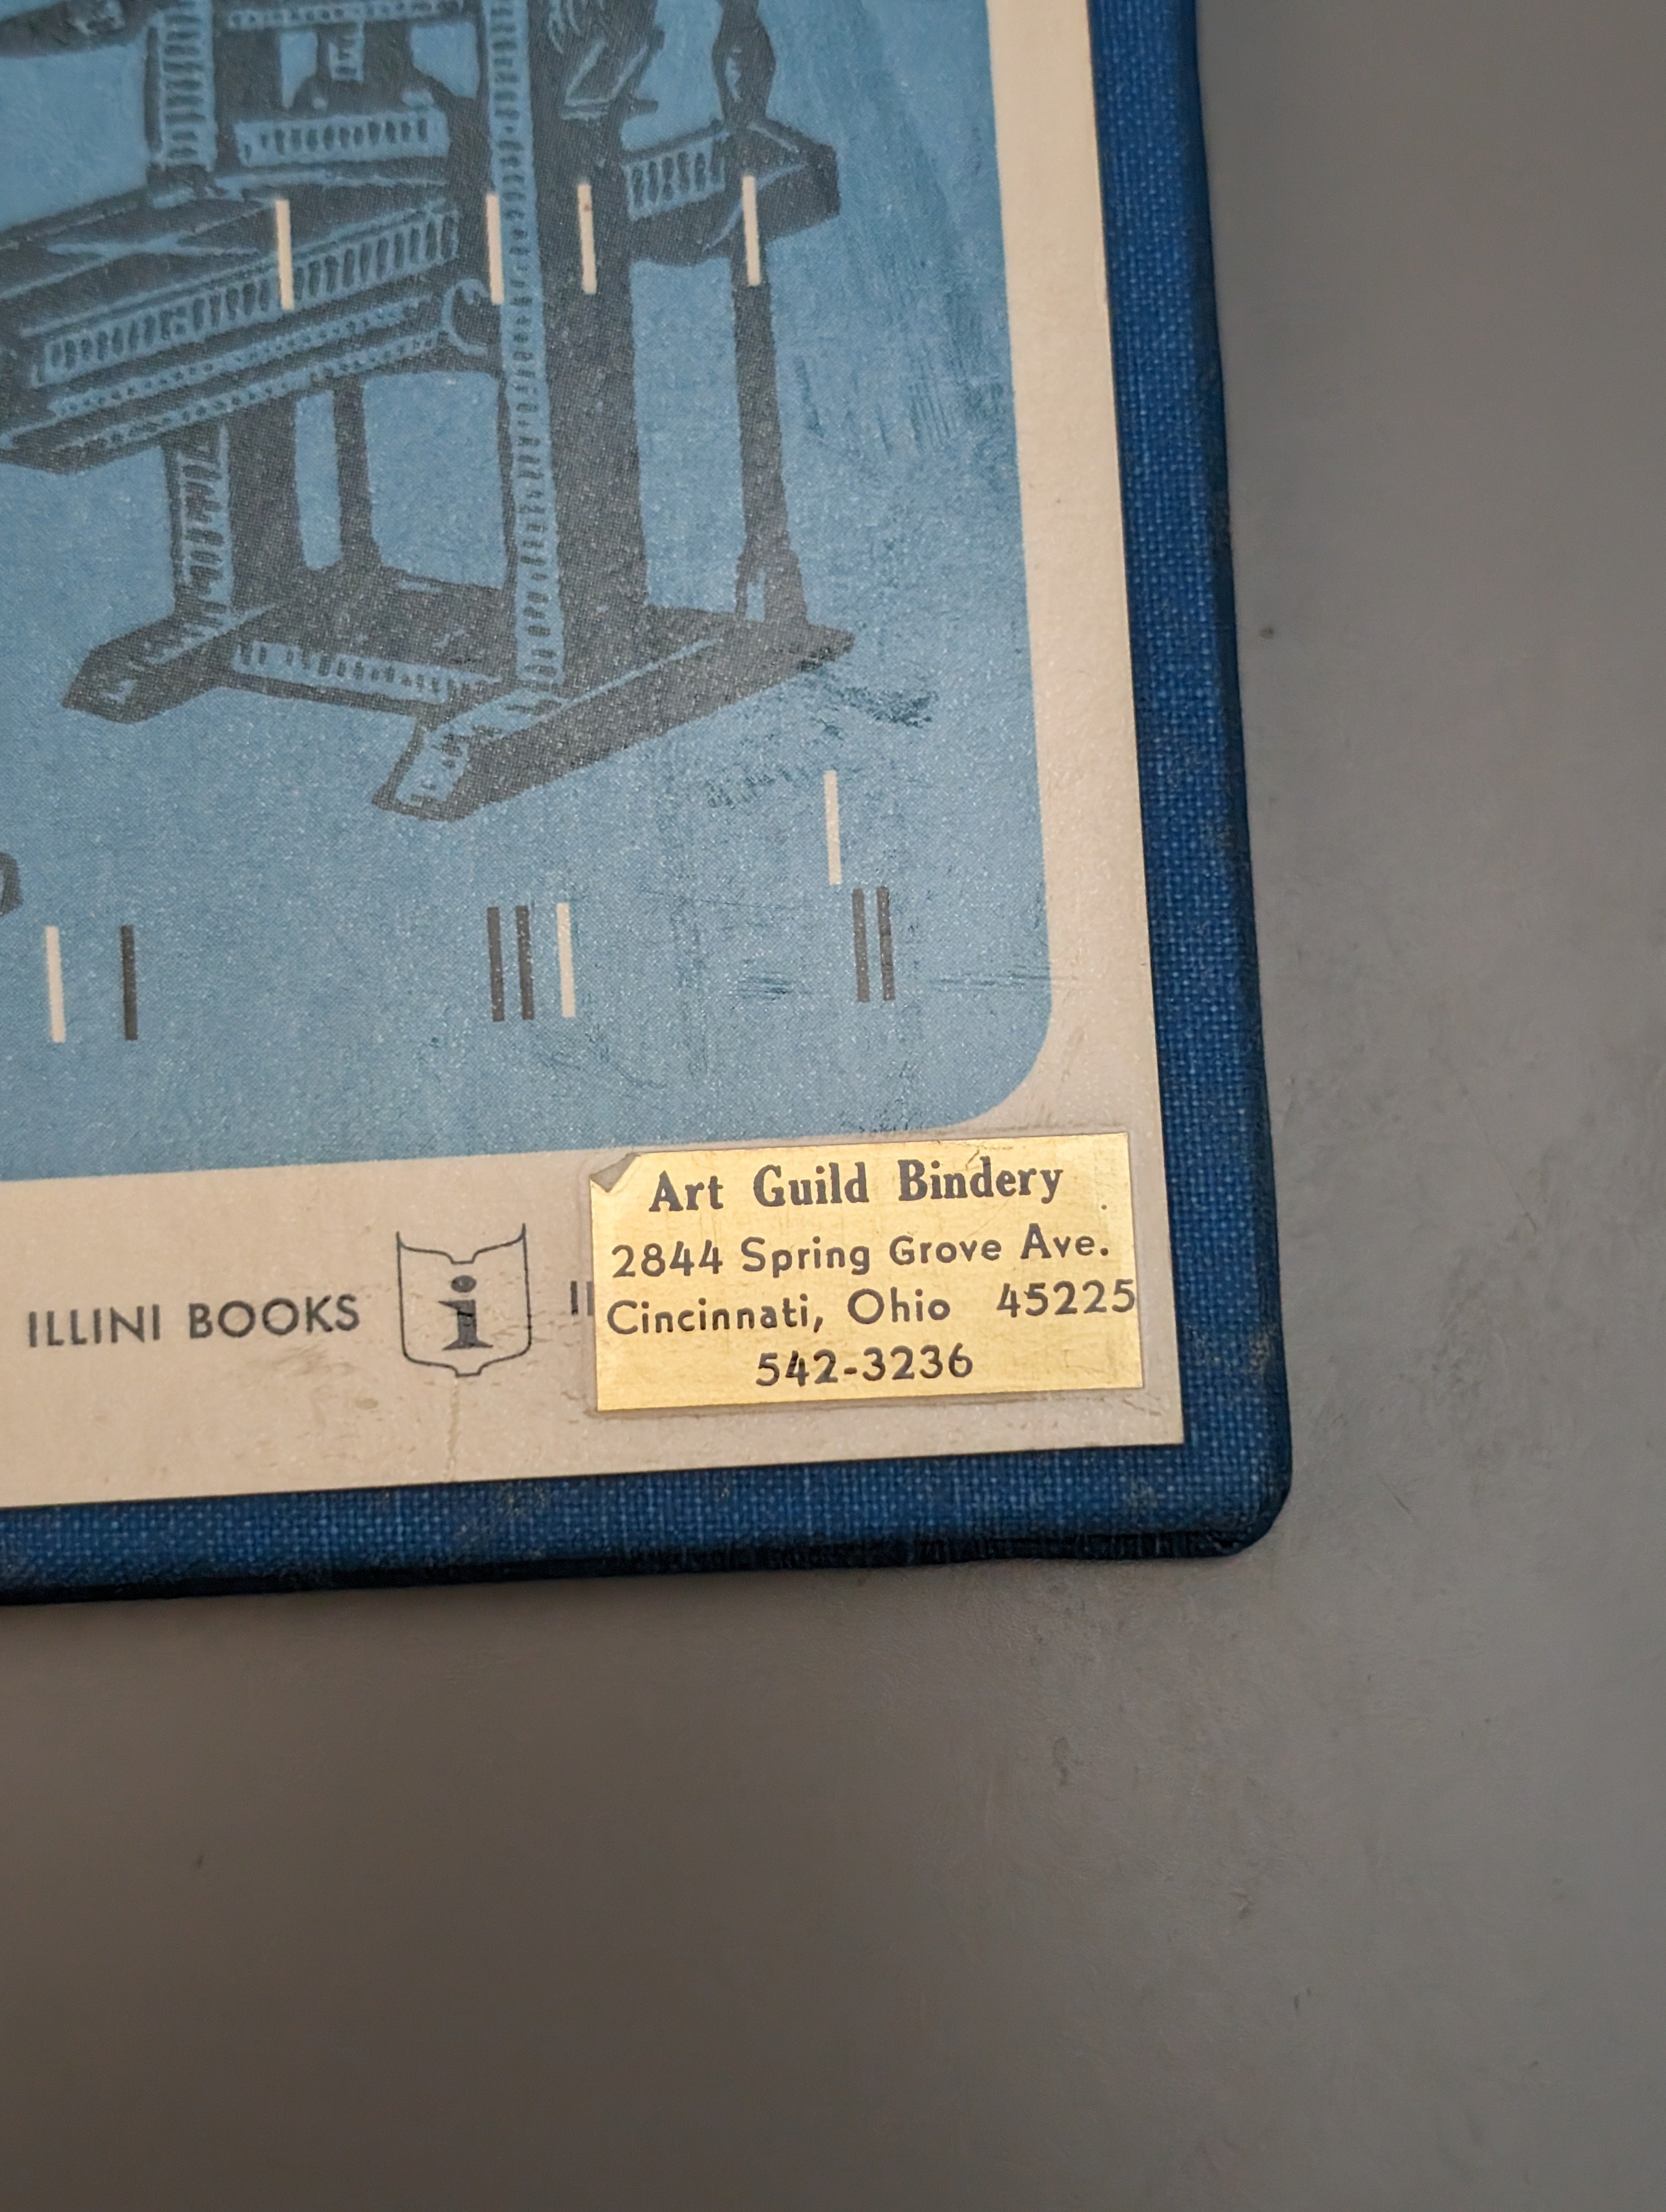 ILLINI BOOKS i
Art Guild Bindery
2844 Spring Grove Ave.
Cincinnati, Ohio 45225
542-3236